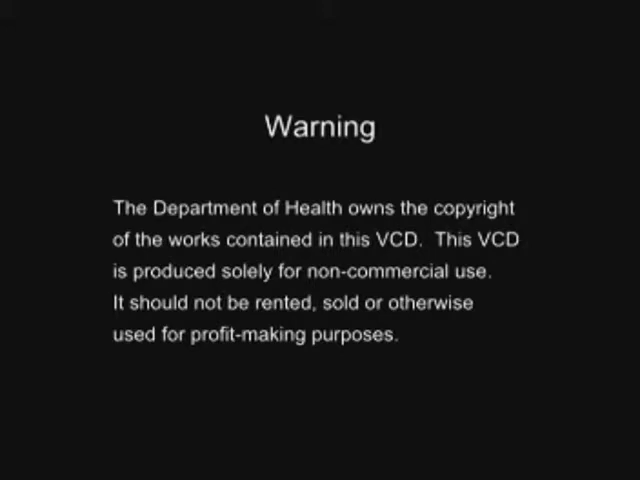 Warning
The Department of Health owns the copyright
of the works contained in this VCD.  This VCD
is produced solely for non-commercial use.
It should not be rented, sold or otherwise
used for profit-making purposes.